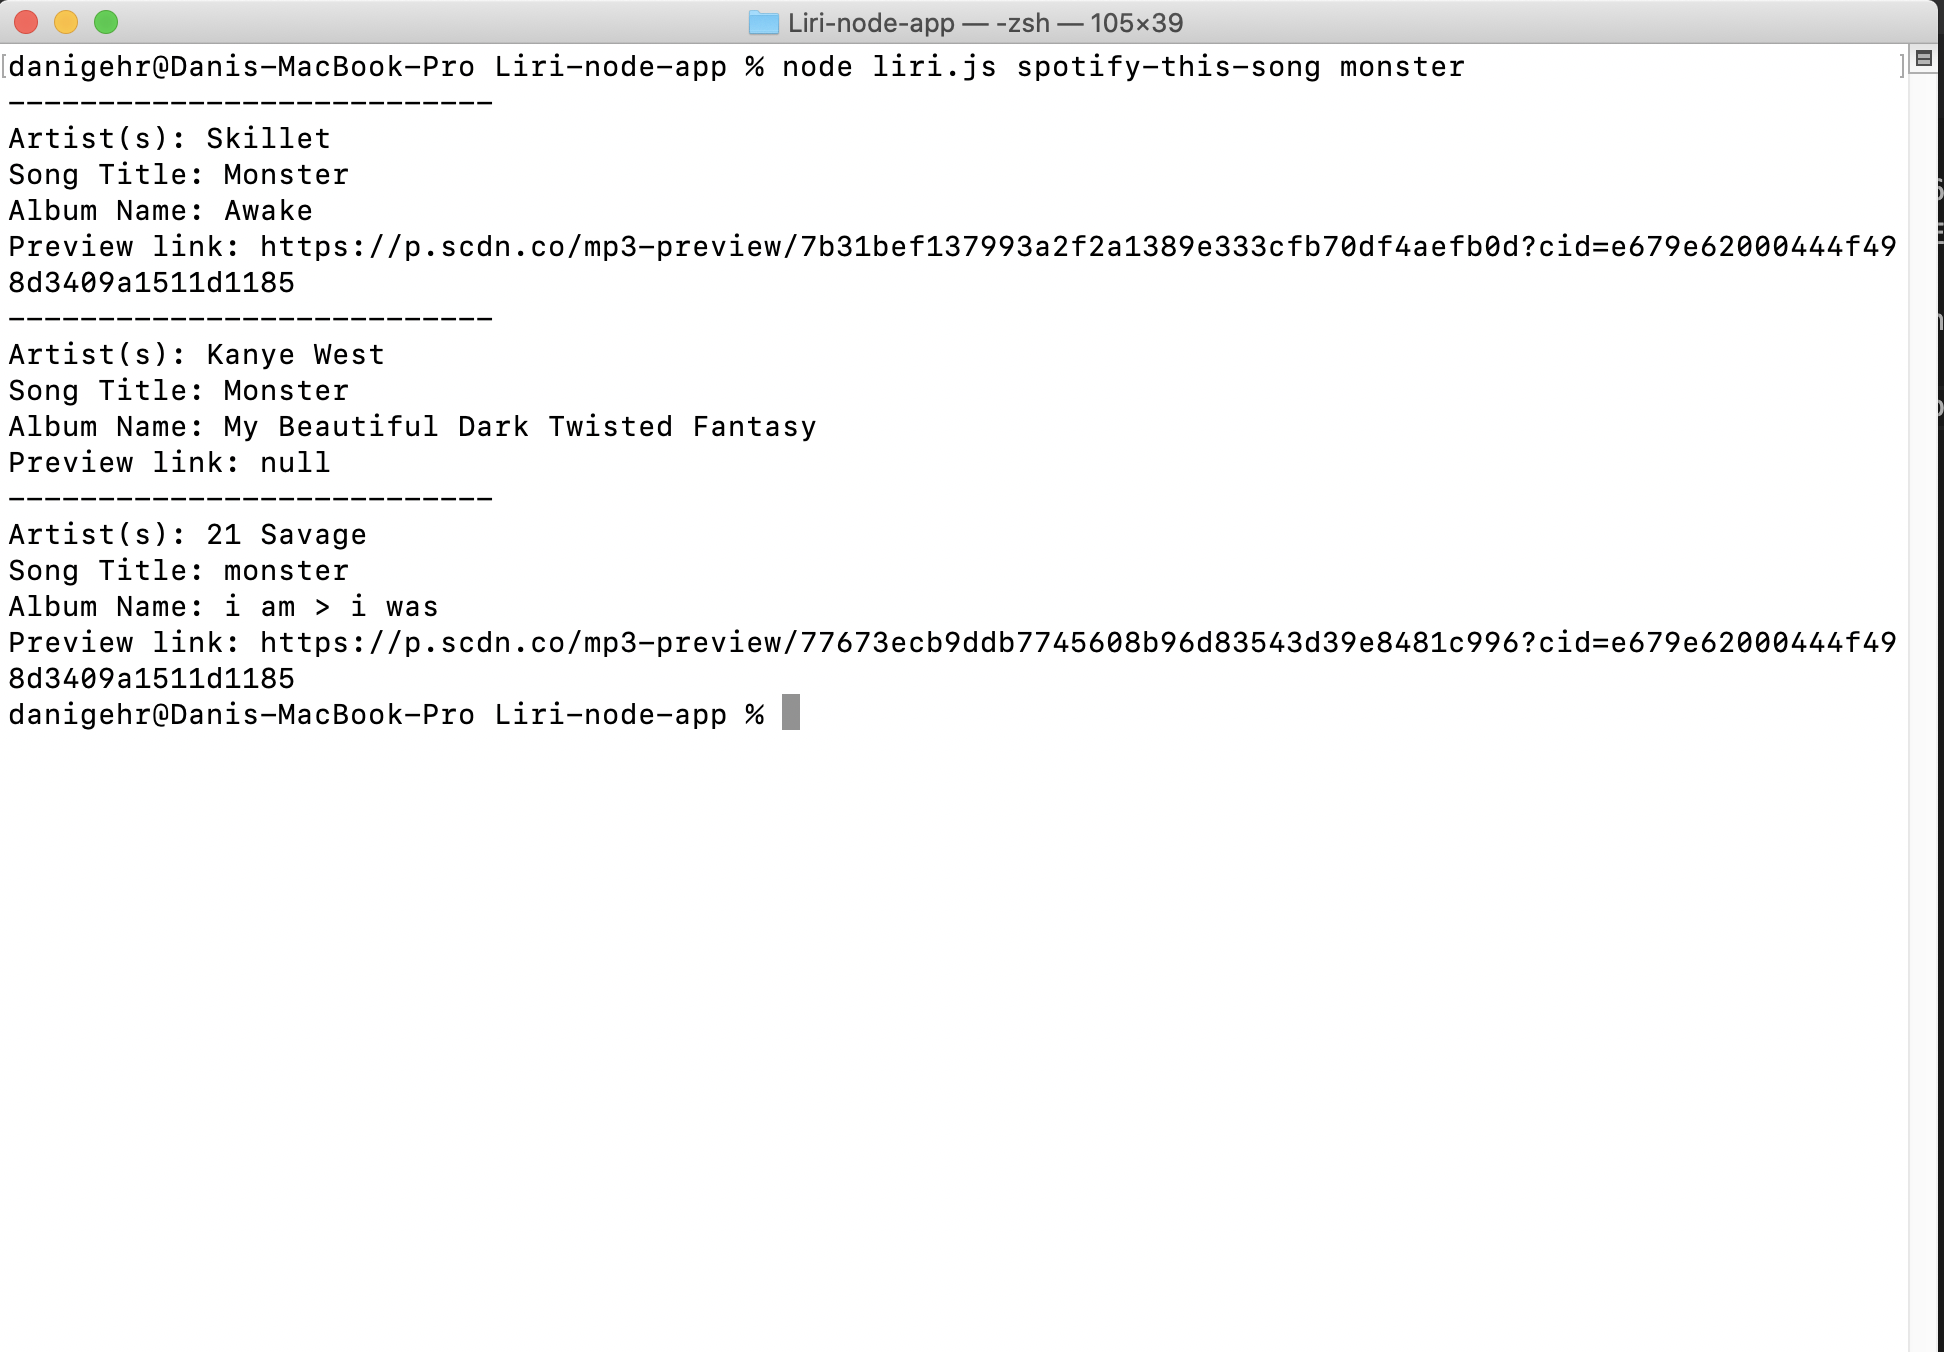 Liri-node-app — -zsh — 105×39
danigehr@Danis-MacBook-Pro Liri-node-app % node liri.js spotify-this-song monster
---------------------------
Artist(s): Skillet
Song Title: Monster
Album Name: Awake
Preview link: https://p.scdn.co/mp3-preview/7b31bef137993a2f2a1389e333cfb70df4aefb0d?cid=e679e62000444f49
8d3409a1511d1185
---------------------------
Artist(s): Kanye West
Song Title: Monster
Album Name: My Beautiful Dark Twisted Fantasy
Preview link: null
---------------------------
Artist(s): 21 Savage
Song Title: monster
Album Name: i am > i was
Preview link: https://p.scdn.co/mp3-preview/77673ecb9ddb7745608b96d83543d39e8481c996?cid=e679e62000444f49
8d3409a1511d1185
danigehr@Danis-MacBook-Pro Liri-node-app %